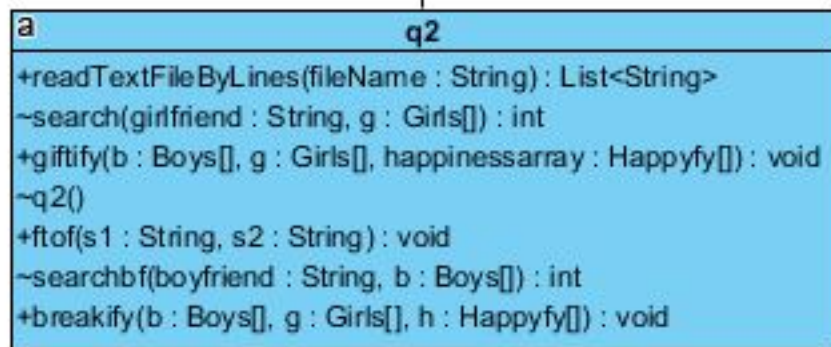 a
q2
+readTextFileByLines(fileName : String) : List<String>
~search(girlfriend : String, g : Girls[]) : int
+giftify(b : Boys[], g : Girls[], happinessarray : Happyfy[]) : void
~q2()
+ftof(s1 : String, s2 : String) : void
~searchbf(boyfriend : String, b : Boys[]) : int
+breakify(b : Boys[], g : Girls[], h : Happyfy[]) : void